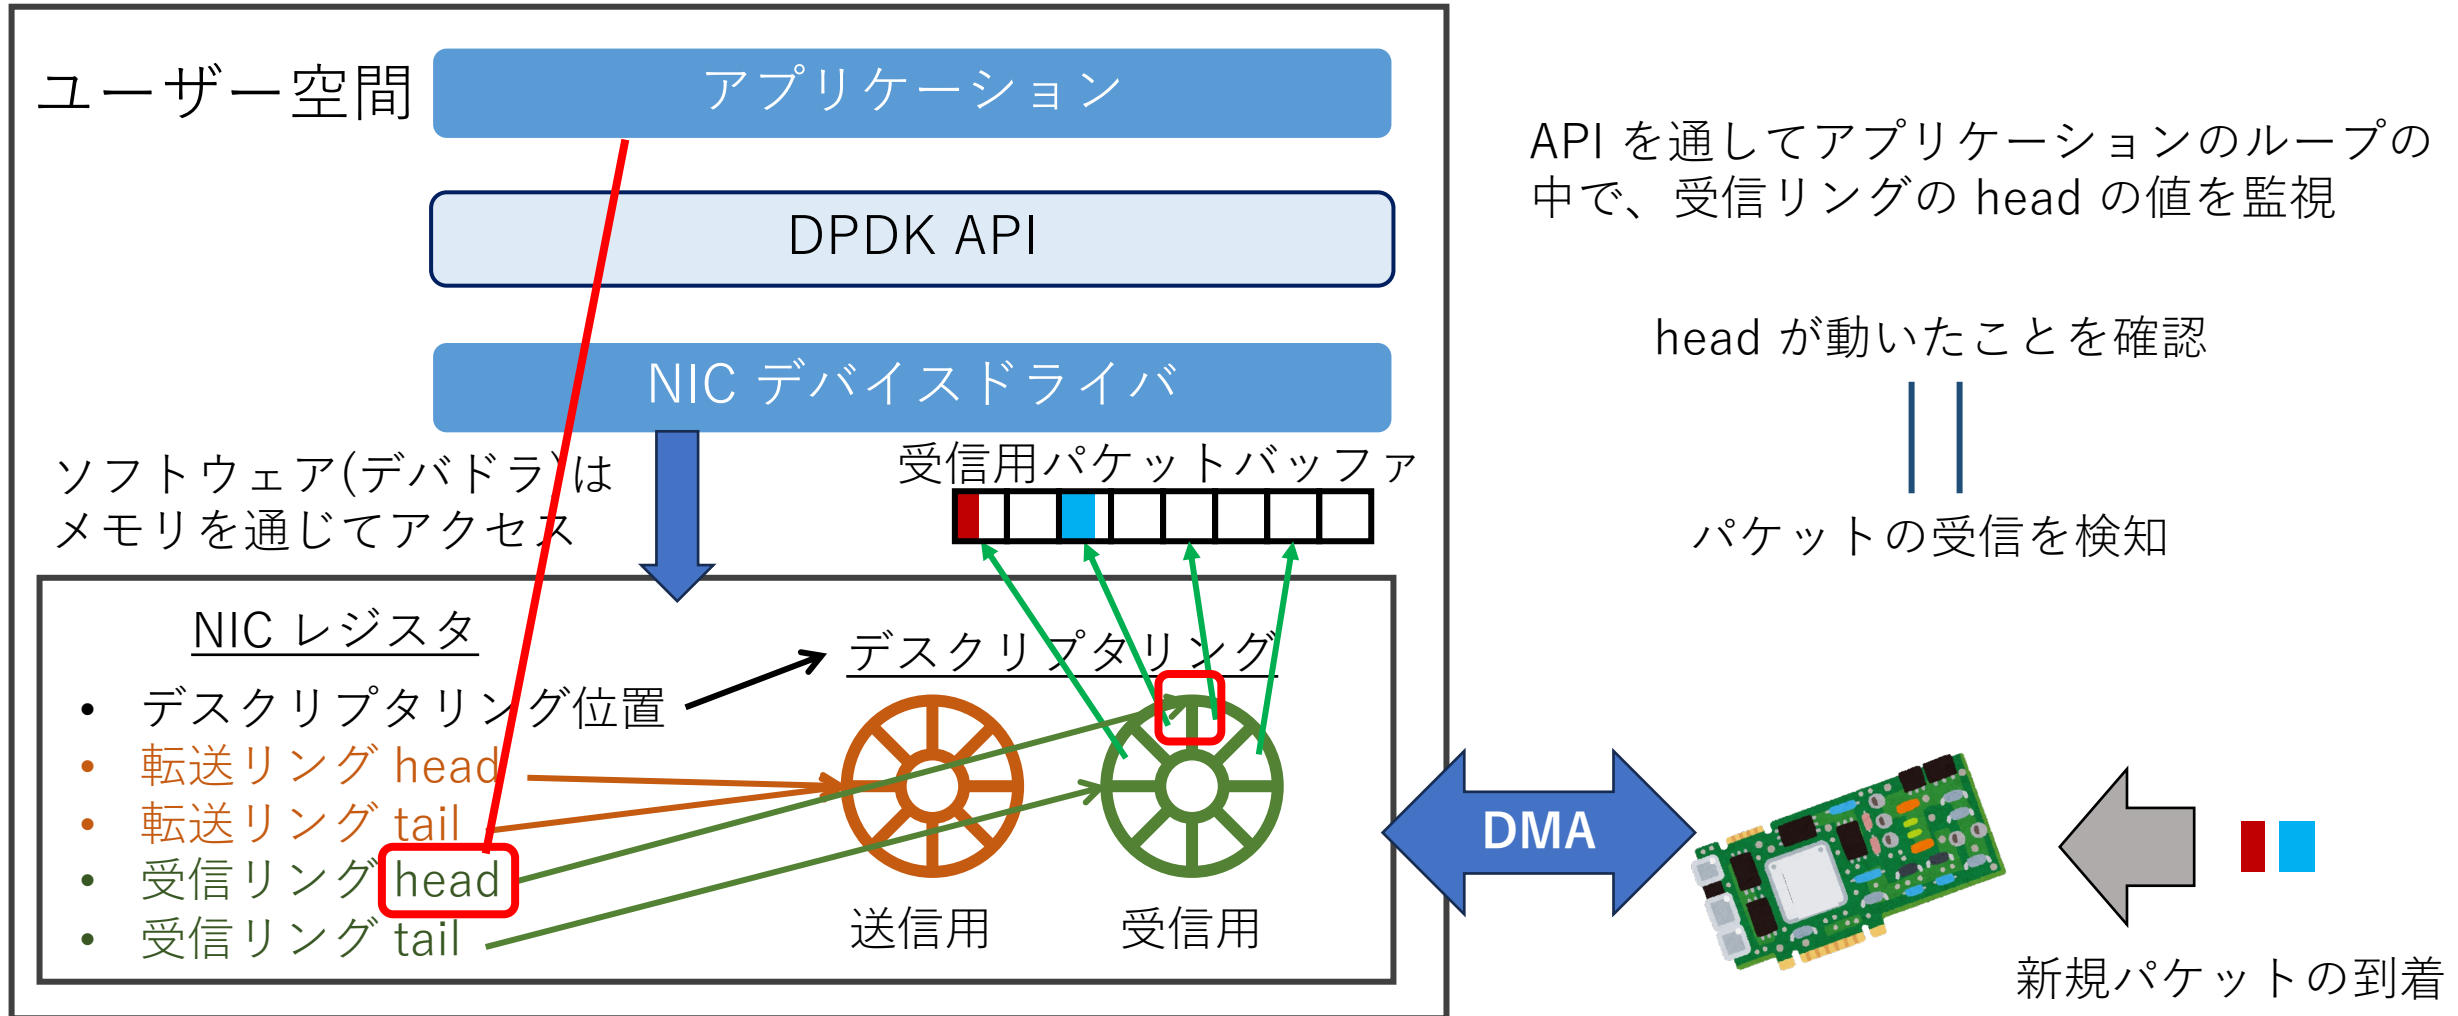 ユーザー空間
アプリケーション
DPDK API
NIC デバイスドライバ
ソフトウェア(デバドラ)は
メモリを通じてアクセス
受信用パケットバッファ
NIC レジスタ
• デスクリプタリング位置
• 転送リング head
• 転送リング tail
• 受信リング head
• 受信リング tail
デスクリプタリング
送信用
受信用
API を通してアプリケーションのループの
中で、受信リングの head の値を監視
head が動いたことを確認
パケットの受信を検知
DMA
新規パケットの到着